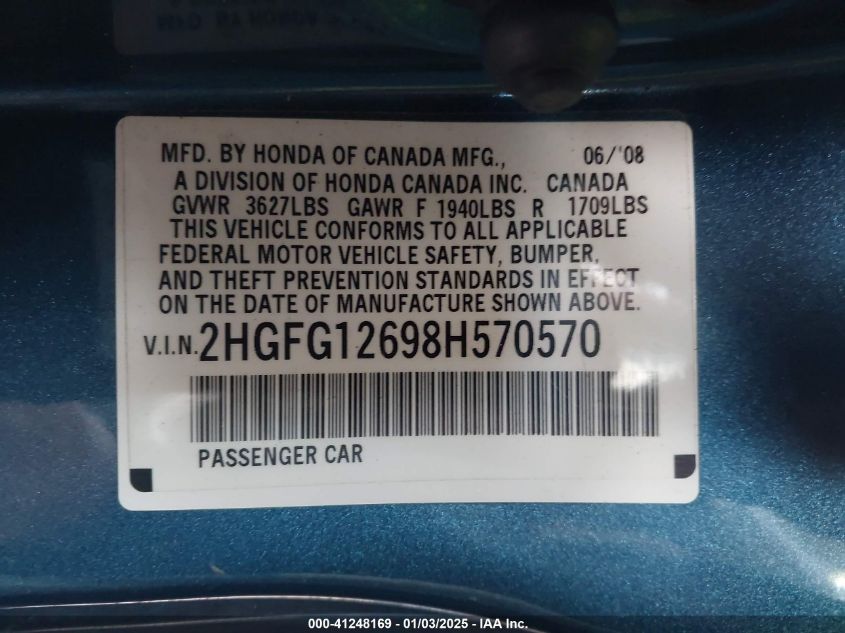 MFD. BY HONDA OF CANADA MFG., 06/'08
A DIVISION OF HONDA CANADA INC. CANADA
GVWR 3627LBS GAWR F 1940LBS R 1709LBS
THIS VEHICLE CONFORMS TO ALL APPLICABLE
FEDERAL MOTOR VEHICLE SAFETY, BUMPER,
AND THEFT PREVENTION STANDARDS IN EFFECT
ON THE DATE OF MANUFACTURE SHOWN ABOVE.
V.I.N. 2HGFG12698H570570
PASSENGER CAR
000-41248169 - 01/03/2025 - IAA Inc.